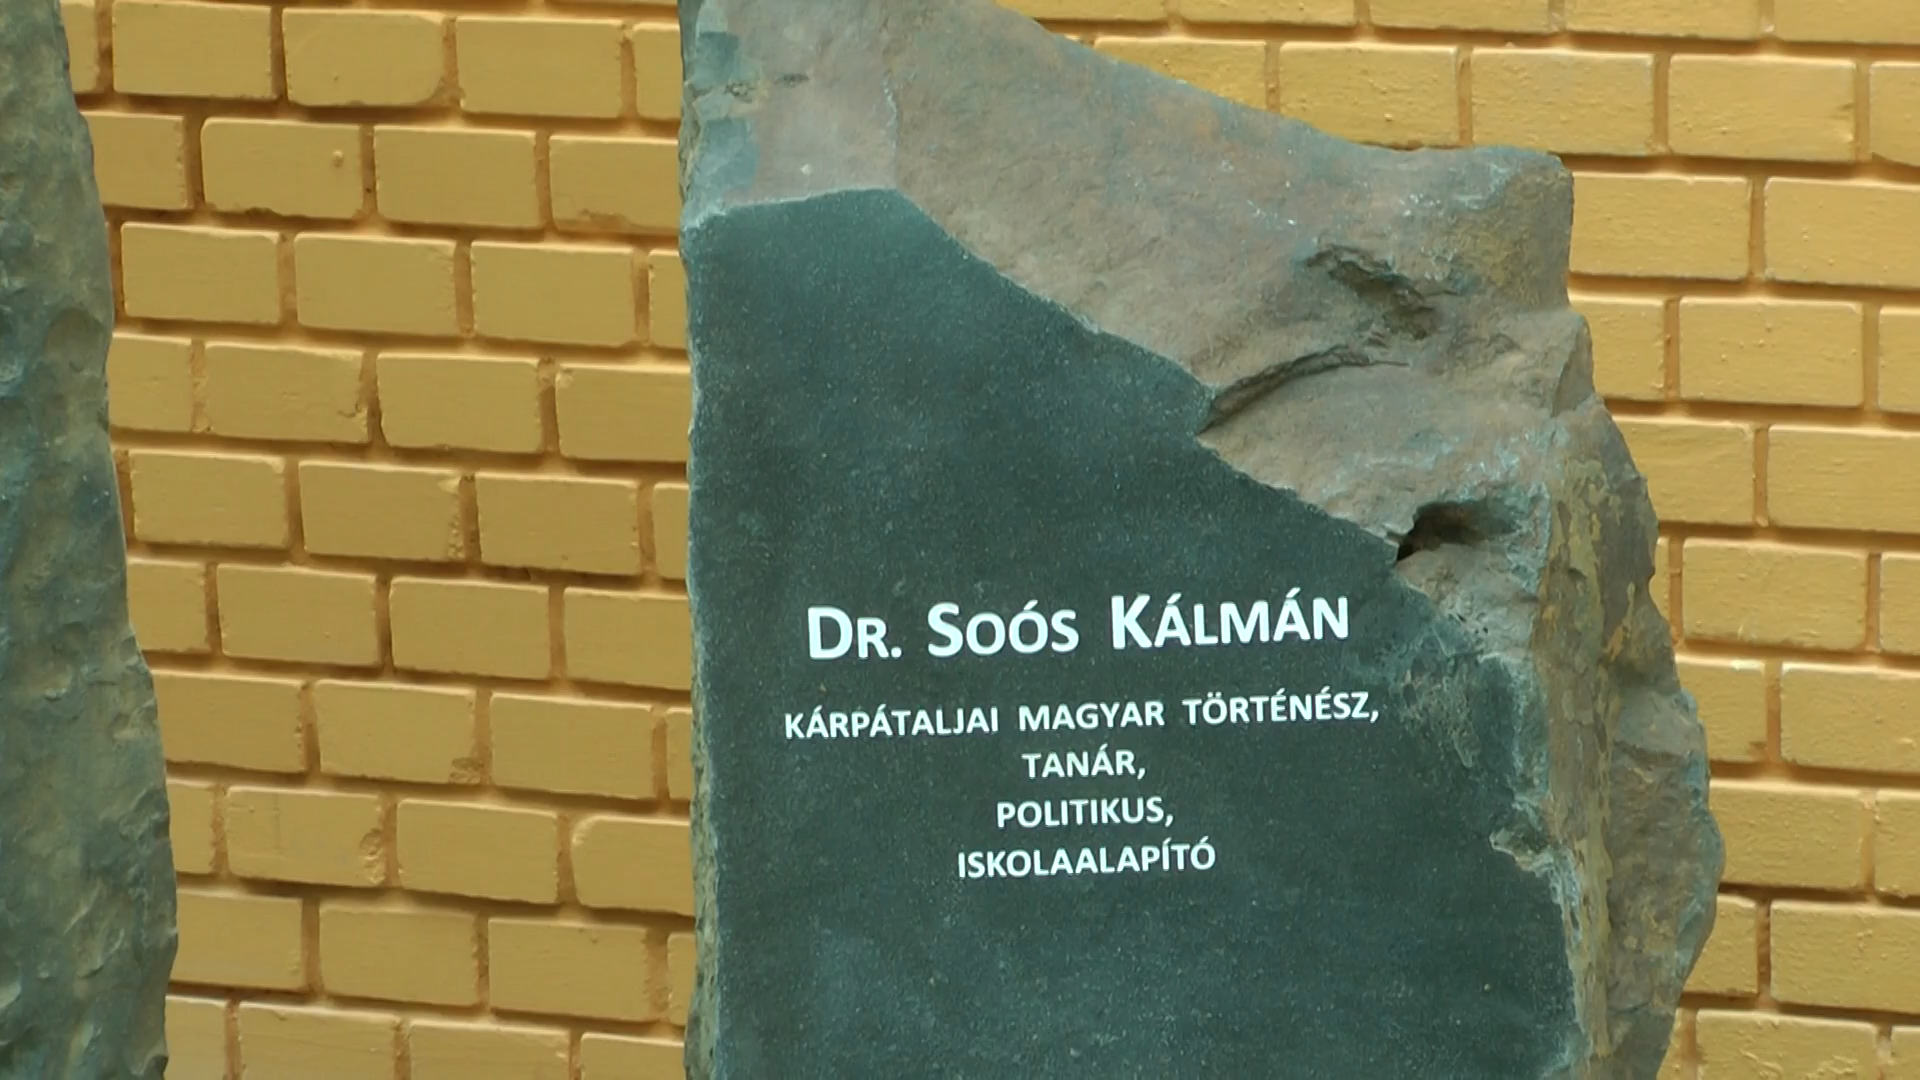 DR. SOÓS KÁLMÁN
KÁRPÁTALJAI MAGYAR TÖRTÉNÉSZ,
TANÁR,
POLITIKUS,
ISKOLAALAPÍTÓ